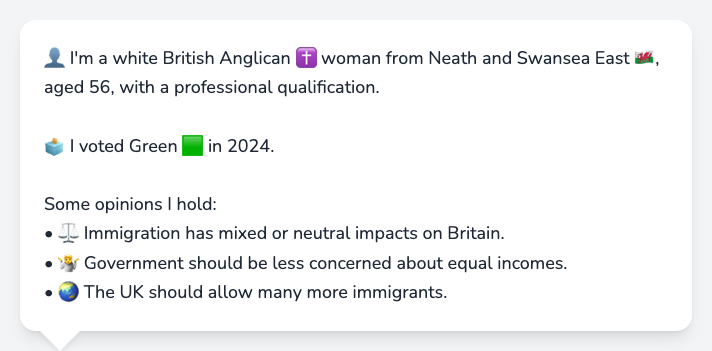 👤 I'm a white British Anglican ✝️ woman from Neath and Swansea East 🏴󠁧󠁢󠁷󠁬󠁳󠁿,
aged 56, with a professional qualification.
🗳️ I voted Green 🟩 in 2024.
Some opinions I hold:
• ⚖️ Immigration has mixed or neutral impacts on Britain.
• 🤷 Government should be less concerned about equal incomes.
• 🌏 The UK should allow many more immigrants.